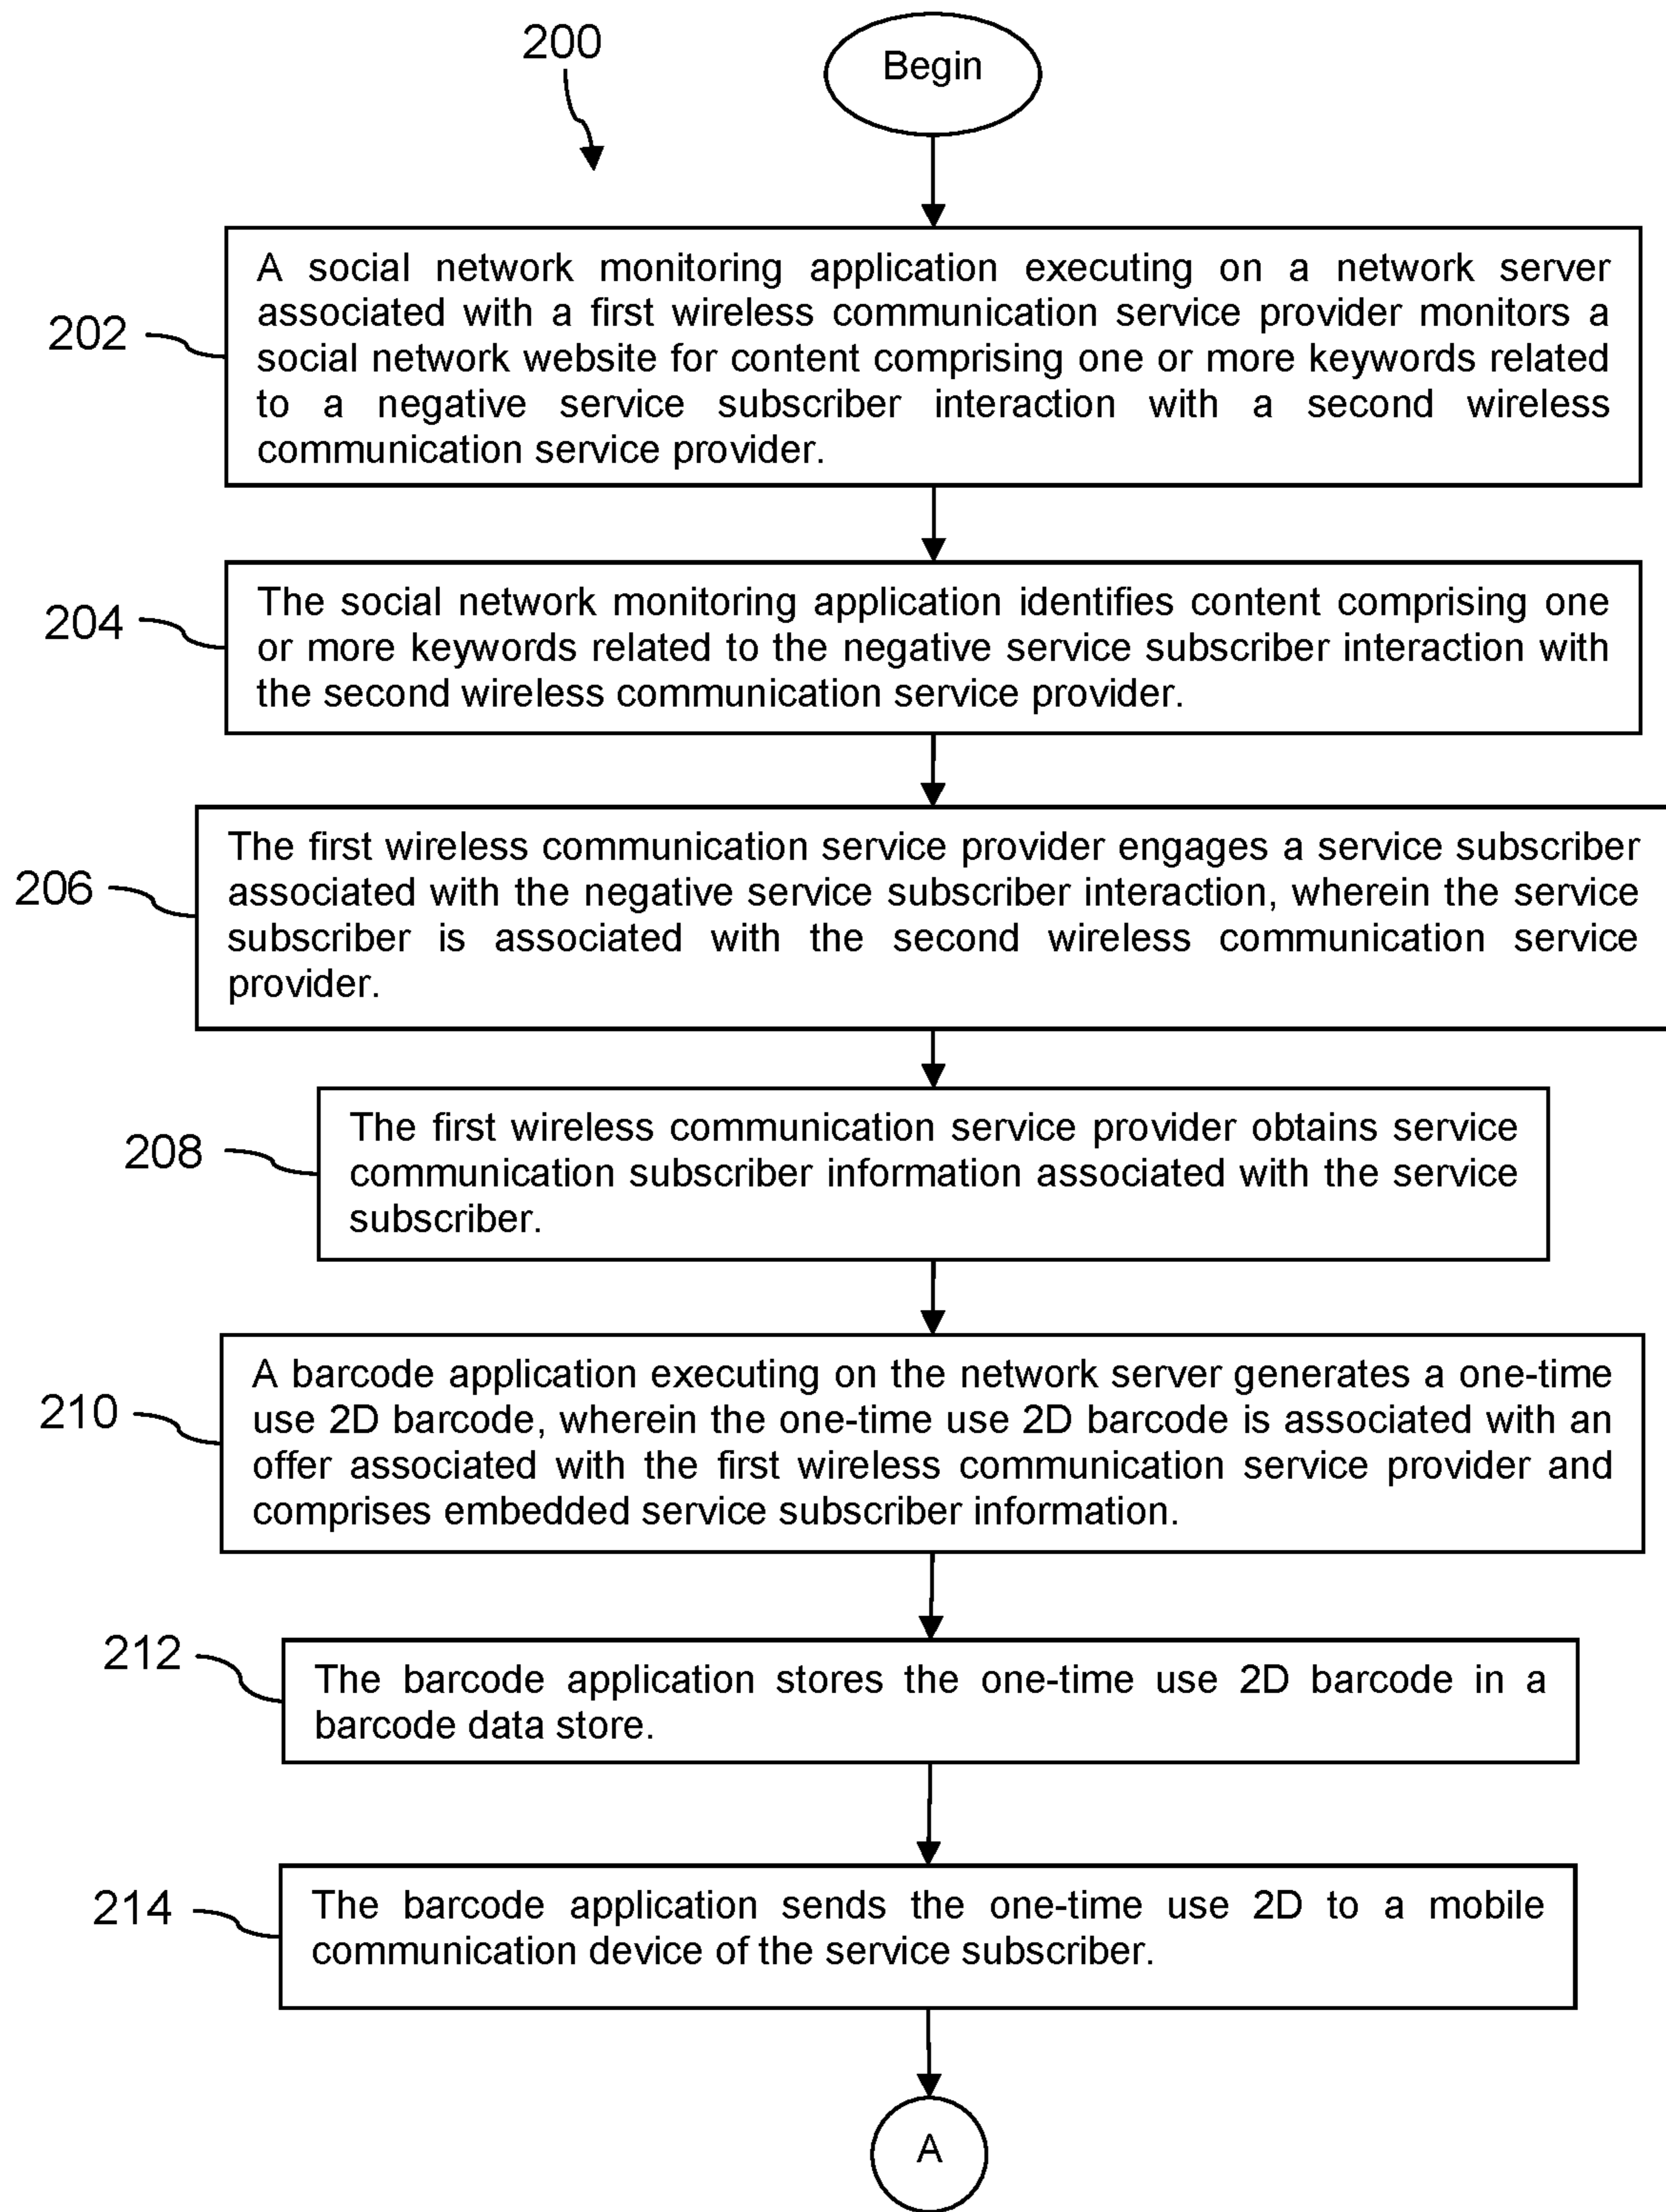 200
Begin
202
A social network monitoring application executing on a network server
associated with a first wireless communication service provider monitors a
social network website for content comprising one or more keywords related
to a negative service subscriber interaction with a second wireless
communication service provider.
204
The social network monitoring application identifies content comprising one
or more keywords related to the negative service subscriber interaction with
the second wireless communication service provider.
206
The first wireless communication service provider engages a service subscriber
associated with the negative service subscriber interaction, wherein the service
subscriber is associated with the second wireless communication service
provider.
208
The first wireless communication service provider obtains service
communication subscriber information associated with the service
subscriber.
210
A barcode application executing on the network server generates a one-time
use 2D barcode, wherein the one-time use 2D barcode is associated with an
offer associated with the first wireless communication service provider and
comprises embedded service subscriber information.
212
The barcode application stores the one-time use 2D barcode in a
barcode data store.
214
The barcode application sends the one-time use 2D to a mobile
communication device of the service subscriber.
A